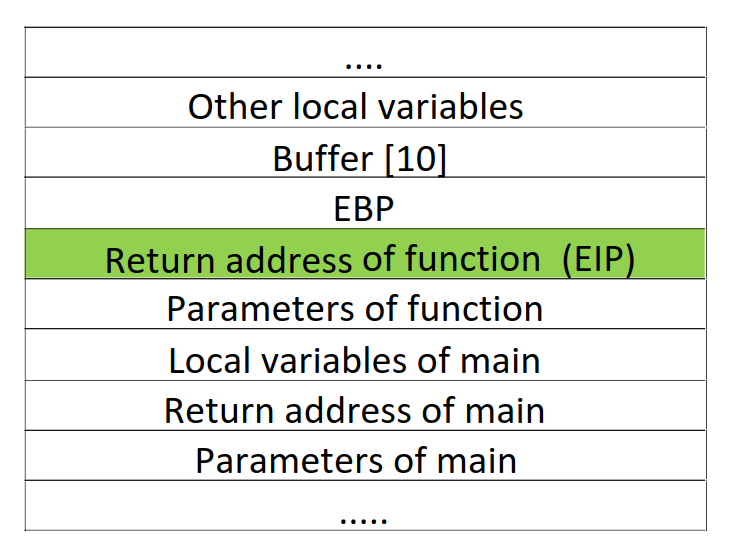 ....
Other local variables
Buffer [10]
EBP
Return address of function (EIP)
Parameters of function
Local variables of main
Return address of main
Parameters of main
.....